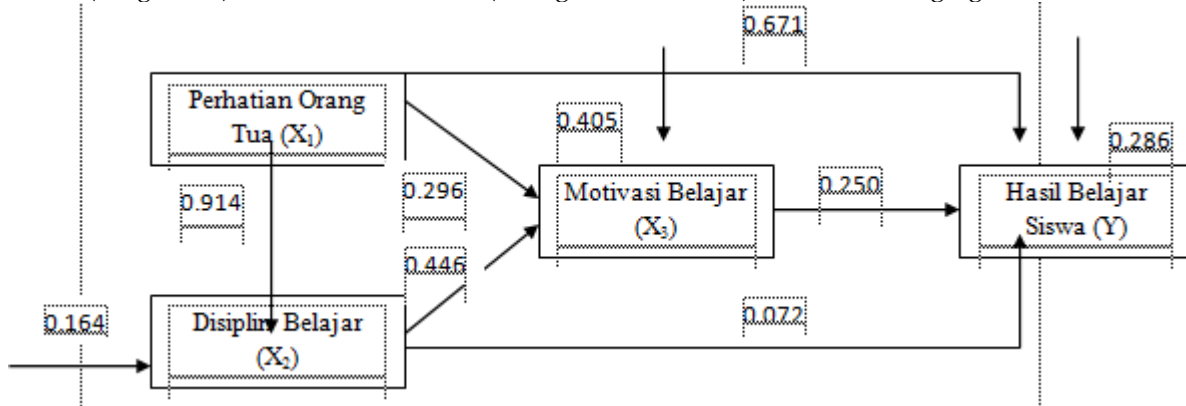 0.671
Perhatian Orang
Tua (X₁)
0.405
0.286
0.914
0.296
Motivasi Belajar
(X₃)
0.250
Hasil Belajar
Siswa (Y)
0.446
0.164
Disiplin Belajar
(X₂)
0.072